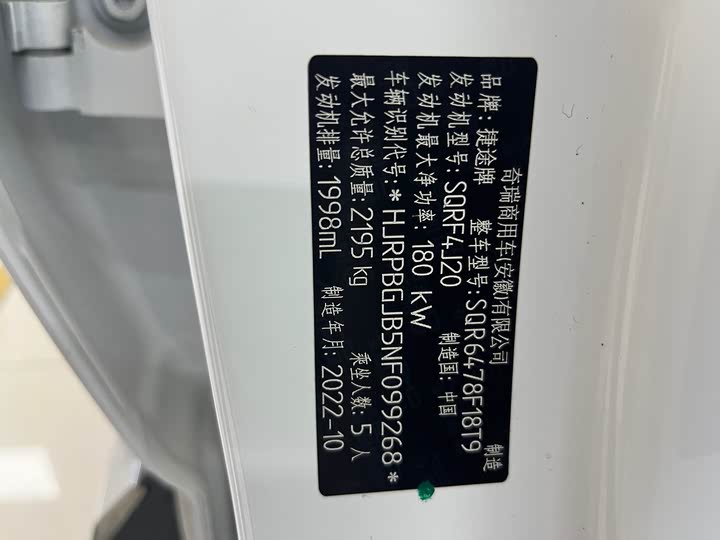 奇瑞商用车(安徽)有限公司 制造
品牌:捷途牌 整车型号:SQR6478F18T9
发动机型号:SQRF4J20 制造国:中国
发动机最大净功率:180 kW
车辆识别代号:*HJRPBGJB5NF099268*
最大允许总质量:2195 kg 乘坐人数:5 人
发动机排量:1998mL 制造年月:2022-10